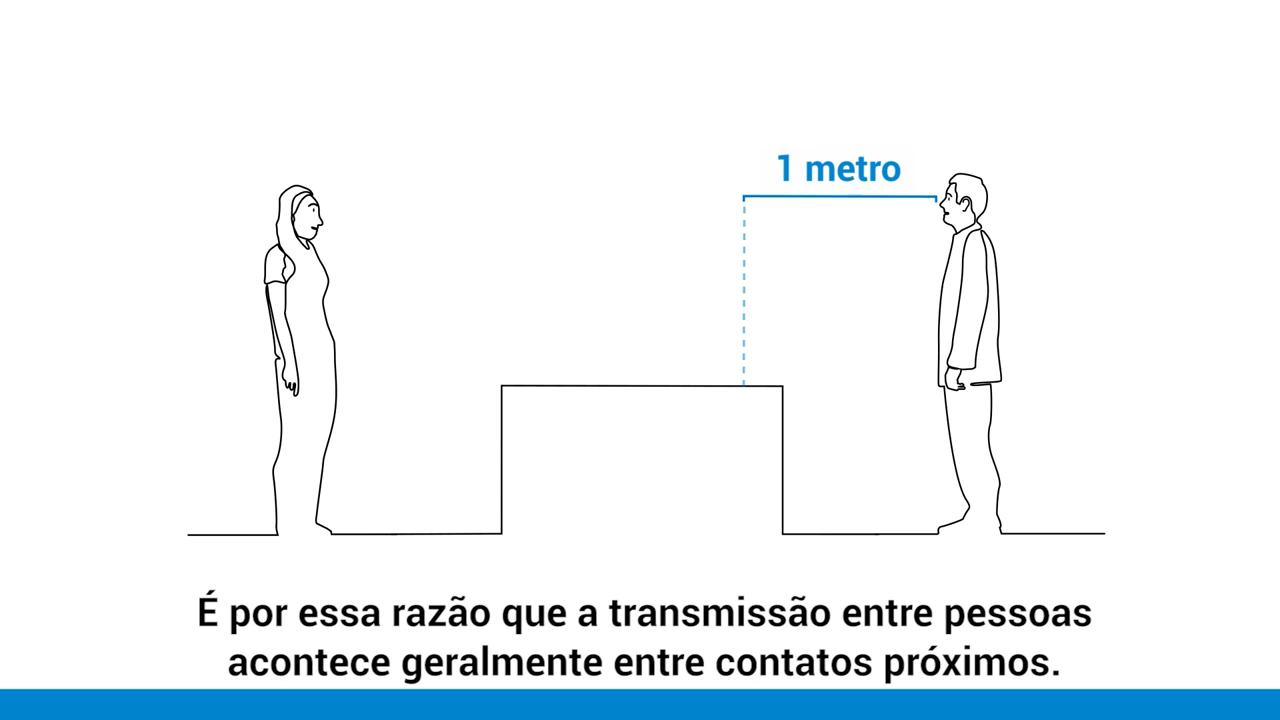 1 metro
É por essa razão que a transmissão entre pessoas
acontece geralmente entre contatos próximos.